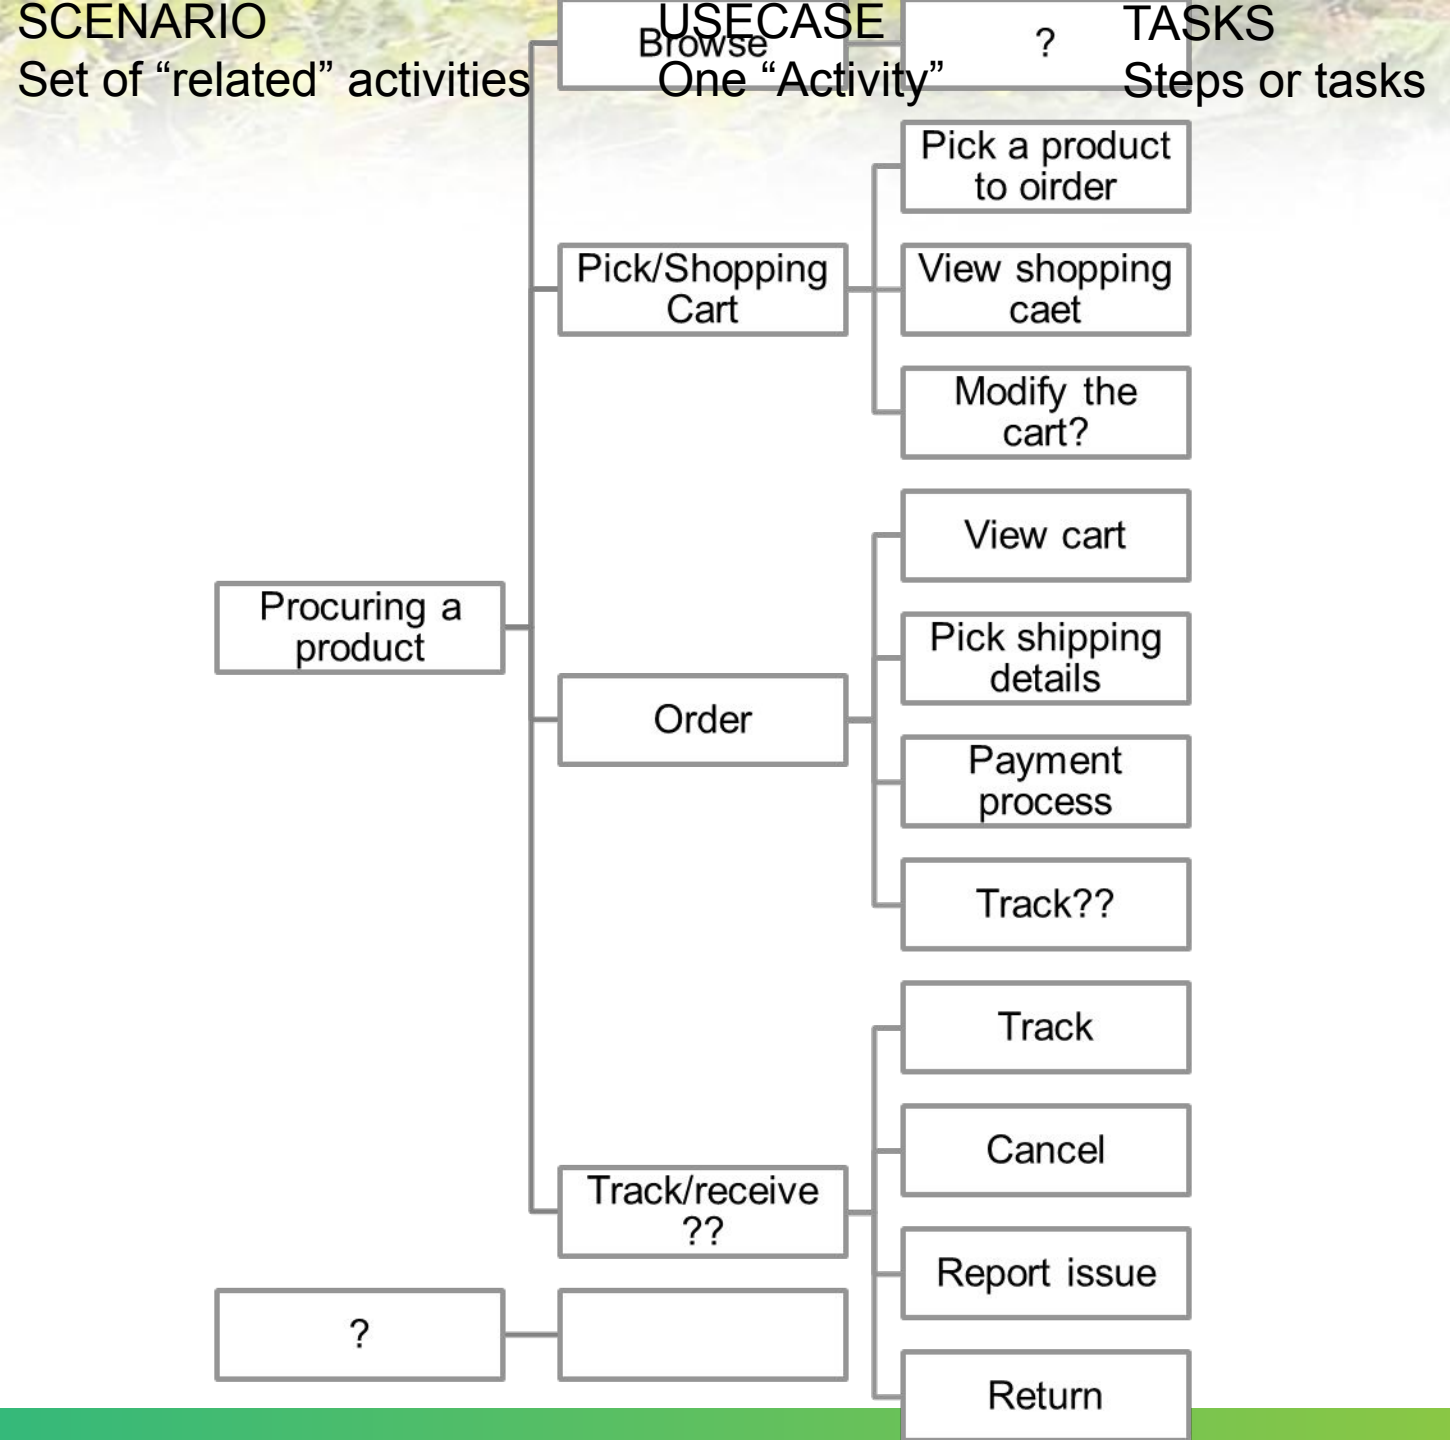 SCENARIO
Set of “related” activities
USECASE
One “Activity”
TASKS
Steps or tasks
Browse
?
Pick a product
to oirder
Pick/Shopping
Cart
View shopping
caet
Modify the
cart?
View cart
Procuring a
product
Pick shipping
details
Order
Payment
process
Track??
Track
Cancel
Track/receive
??
Report issue
?
Return